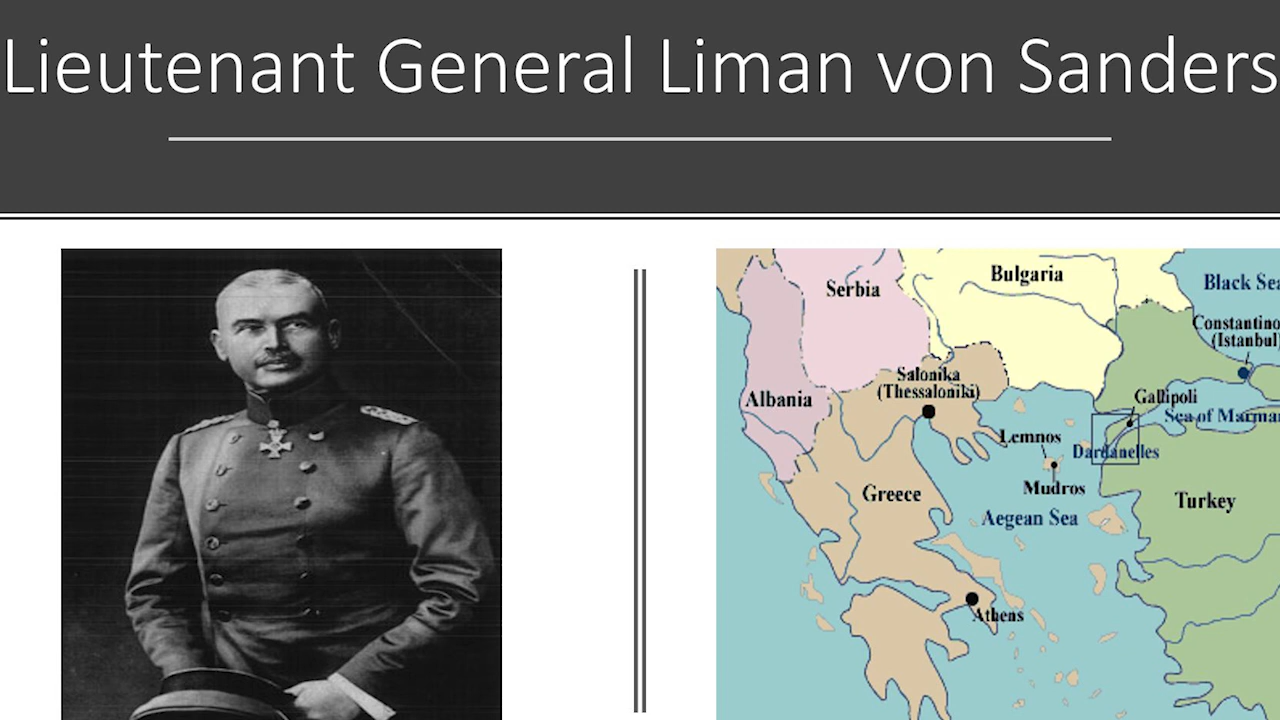 Lieutenant General Liman von Sanders
Serbia
Bulgaria
Black Sea
Constantino
(Istanbul)
Salonika
(Thessaloniki)
Albania
Gallipoli
Sea of Marmar
Lemnos
Dardanelles
Mudros
Greece
Turkey
Aegean Sea
Athens